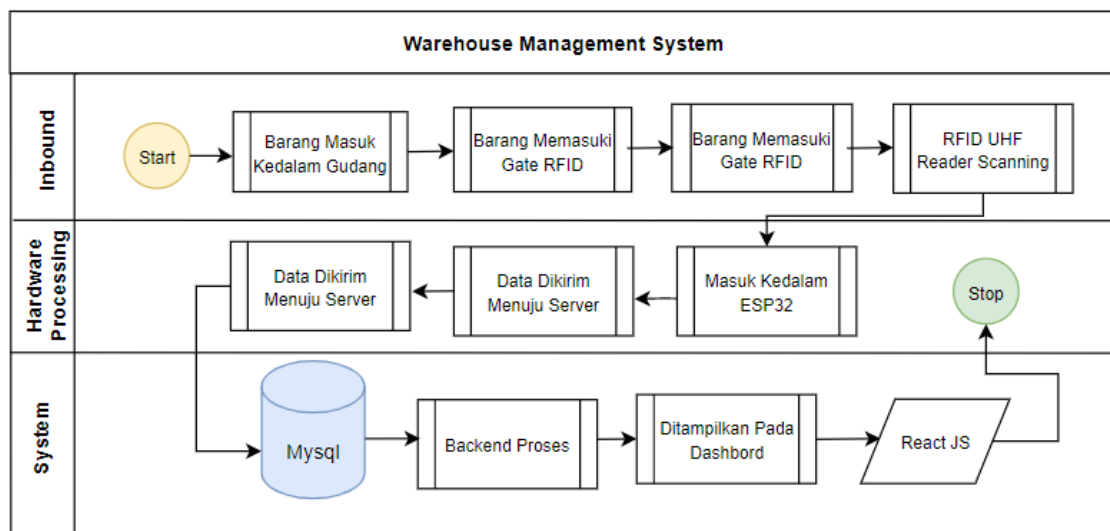 Warehouse Management System
Inbound
Start
Barang Masuk
Kedalam Gudang
Barang Memasuki
Gate RFID
Barang Memasuki
Gate RFID
RFID UHF
Reader Scanning
Hardware
Processing
Data Dikirim
Menuju Server
Data Dikirim
Menuju Server
Masuk Kedalam
ESP32
Stop
System
Mysql
Backend Proses
Ditampilkan Pada
Dashbord
React JS